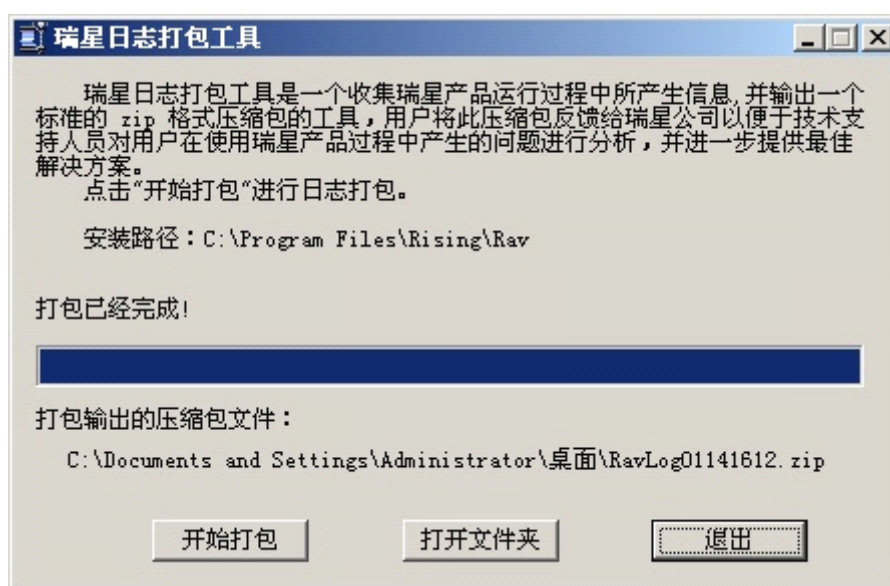 瑞星日志打包工具
瑞星日志打包工具是一个收集瑞星产品运行过程中所产生信息,并输出一个
标准的 zip 格式压缩包的工具，用户将此压缩包反馈给瑞星公司以便于技术支
持人员对用户在使用瑞星产品过程中产生的问题进行分析，并进一步提供最佳
解决方案。
点击“开始打包”进行日志打包。
安装路径：C:\Program Files\Rising\Rav
打包已经完成!
打包输出的压缩包文件：
C:\Documents and Settings\Administrator\桌面\RavLog01141612.zip
开始打包
打开文件夹
退出